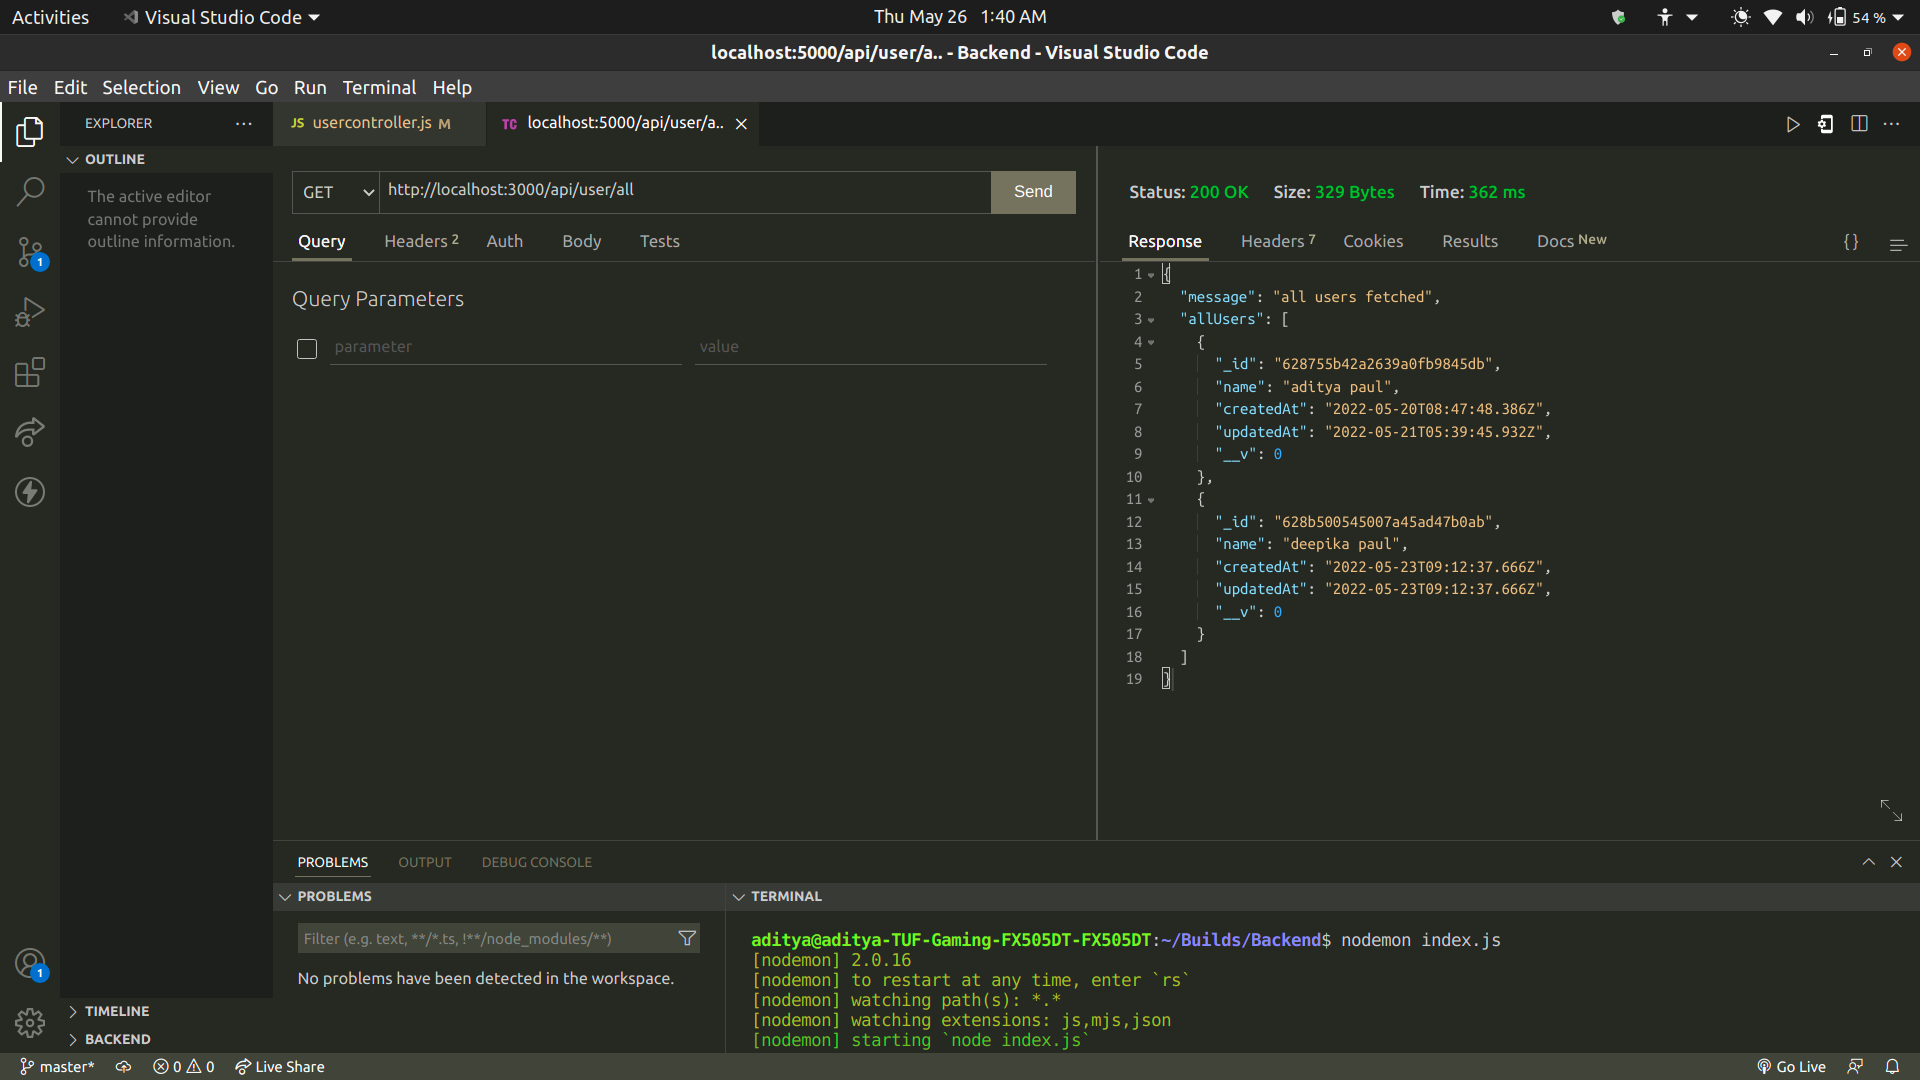 Activities Visual Studio Code Thu May 26 1:40 AM 54 %
localhost:5000/api/user/a.. - Backend - Visual Studio Code
File Edit Selection View Go Run Terminal Help
EXPLORER ... JS usercontroller.js M TC localhost:5000/api/user/a..
OUTLINE
The active editor
cannot provide
outline information.
1
GET http://localhost:3000/api/user/all Send
Query Headers 2 Auth Body Tests
Query Parameters
parameter value
Status: 200 OK Size: 329 Bytes Time: 362 ms
Response Headers 7 Cookies Results Docs New {}
1 {
2 "message": "all users fetched",
3 "allUsers": [
4 {
5 "_id": "628755b42a2639a0fb9845db",
6 "name": "aditya paul",
7 "createdAt": "2022-05-20T08:47:48.386Z",
8 "updatedAt": "2022-05-21T05:39:45.932Z",
9 "__v": 0
10 },
11 {
12 "_id": "628b500545007a45ad47b0ab",
13 "name": "deepika paul",
14 "createdAt": "2022-05-23T09:12:37.666Z",
15 "updatedAt": "2022-05-23T09:12:37.666Z",
16 "__v": 0
17 }
18 ]
19 }
PROBLEMS OUTPUT DEBUG CONSOLE
PROBLEMS
Filter (e.g. text, **/*.ts, !**/node_modules/**)
No problems have been detected in the workspace.
TERMINAL
aditya@aditya-TUF-Gaming-FX505DT-FX505DT:~/Builds/Backend$ nodemon index.js
[nodemon] 2.0.16
[nodemon] to restart at any time, enter `rs`
[nodemon] watching path(s): *.*
[nodemon] watching extensions: js,mjs,json
[nodemon] starting `node index.js`
1
TIMELINE
BACKEND
master* 0 0 Live Share Go Live